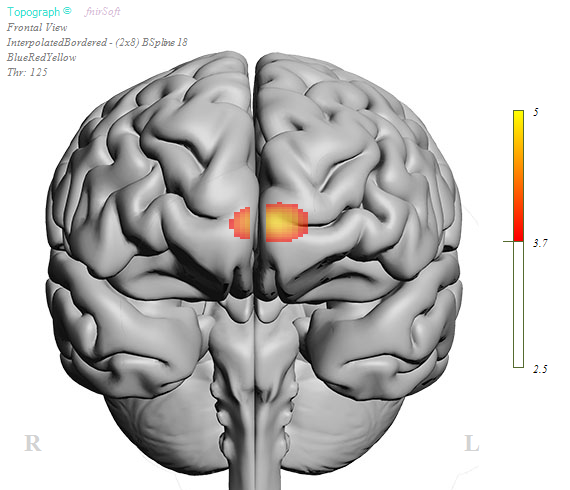 Topograph ©   fnirSoft
Frontal View
InterpolatedBordered - (2x8) BSpline 18
BlueRedYellow
Thr: 125
5
3.7
2.5
R
L